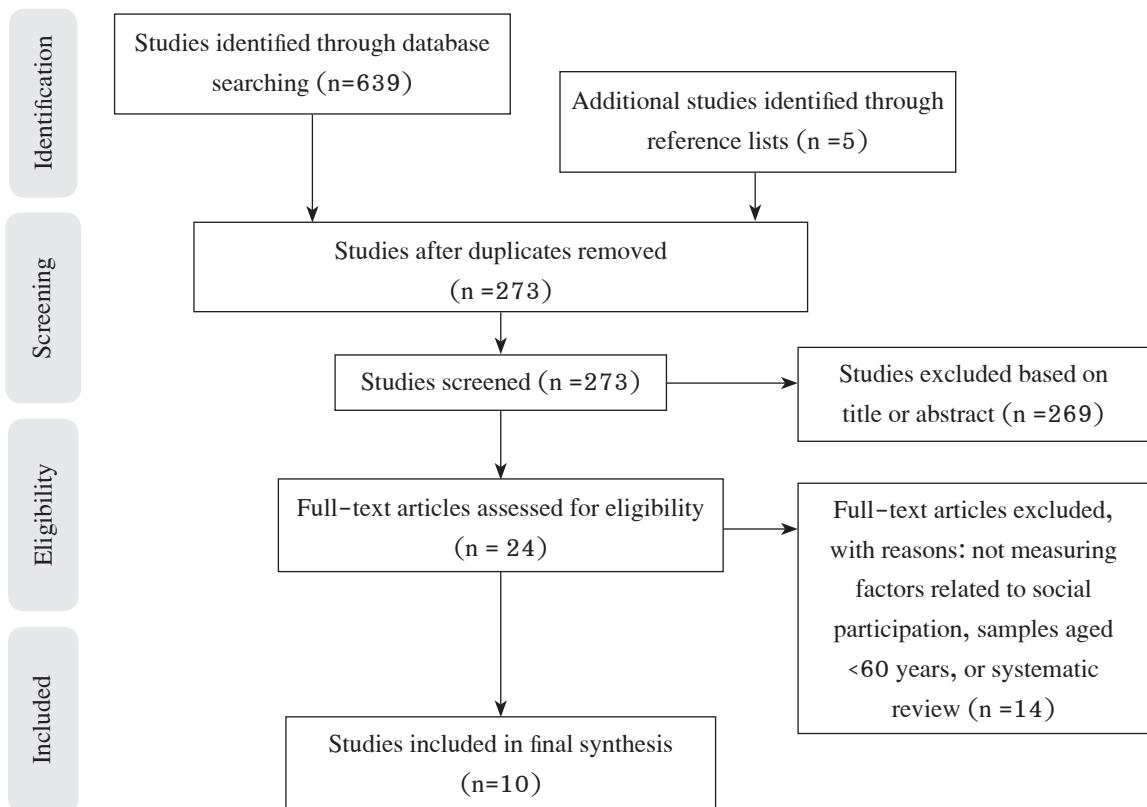 Identification
Studies identified through database
searching (n=639)
Additional studies identified through
reference lists (n =5)
Screening
Studies after duplicates removed
(n =273)
Studies screened (n =273)
Studies excluded based on
title or abstract (n =269)
Eligibility
Full-text articles assessed for eligibility
(n = 24)
Full-text articles excluded,
with reasons: not measuring
factors related to social
participation, samples aged
<60 years, or systematic
review (n =14)
Included
Studies included in final synthesis
(n=10)